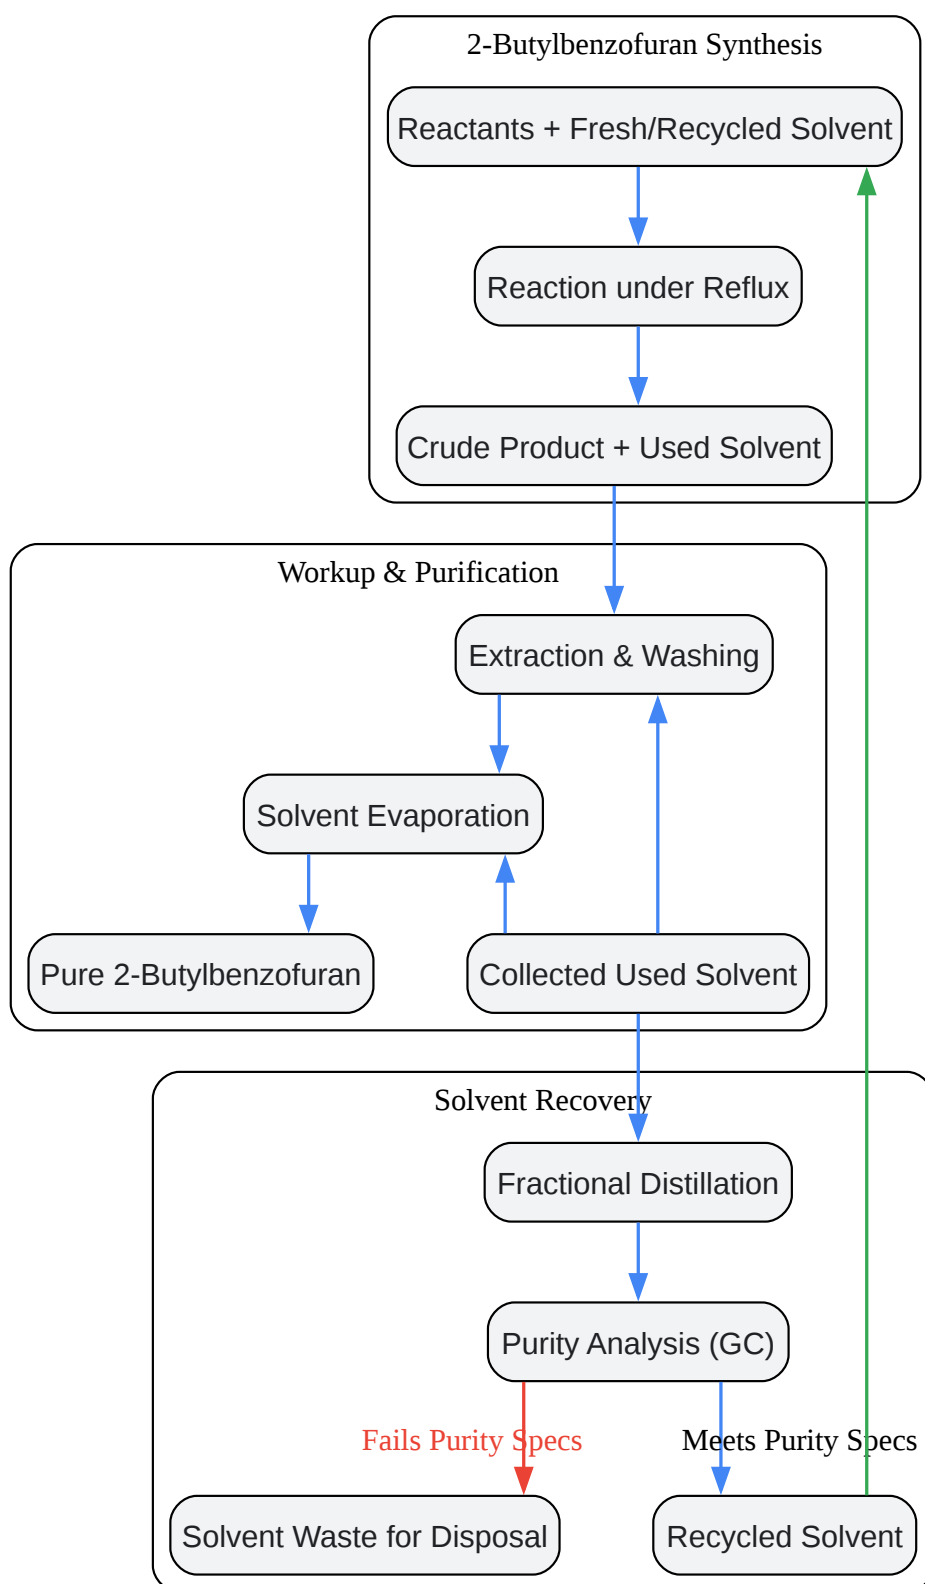 2-Butylbenzofuran Synthesis
Reactants + Fresh/Recycled Solvent
Reaction under Reflux
Crude Product + Used Solvent
Workup & Purification
Extraction & Washing
Solvent Evaporation
Pure 2-Butylbenzofuran
Collected Used Solvent
Solvent Recovery
Fractional Distillation
Purity Analysis (GC)
Fails Purity Specs
Meets Purity Specs
Solvent Waste for Disposal
Recycled Solvent